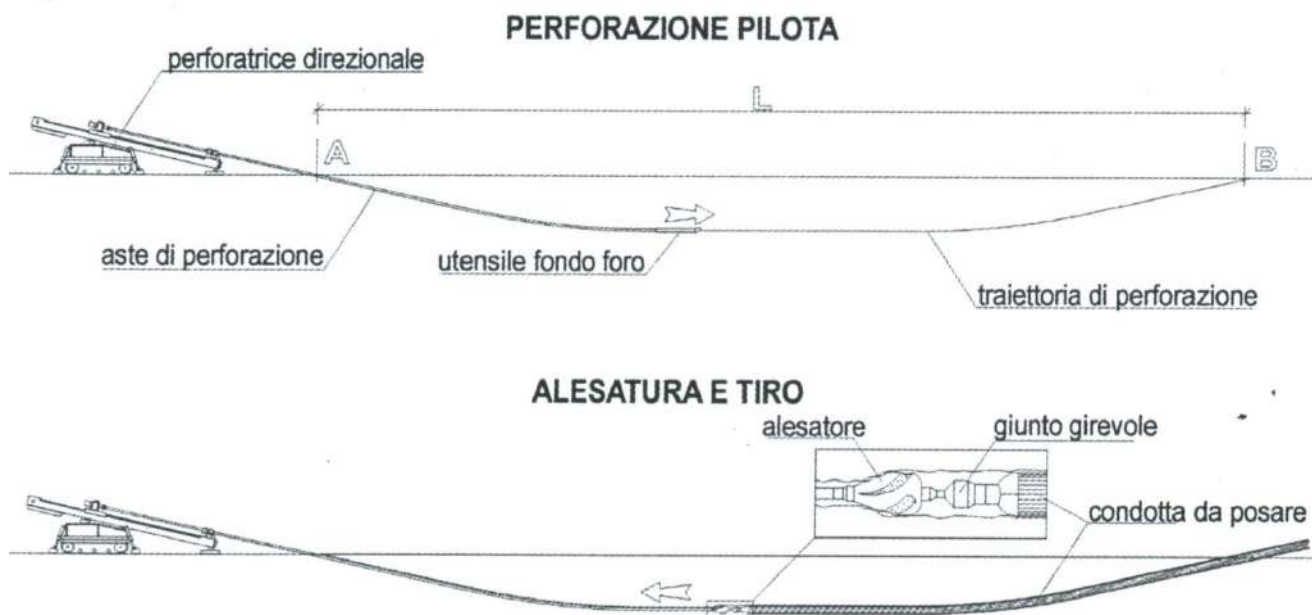 PERFORAZIONE PILOTA
perforatrice direzionale
L
A
B
aste di perforazione
utensile fondo foro
traiettoria di perforazione
ALESATURA E TIRO
alesatore
giunto girevole
condotta da posare